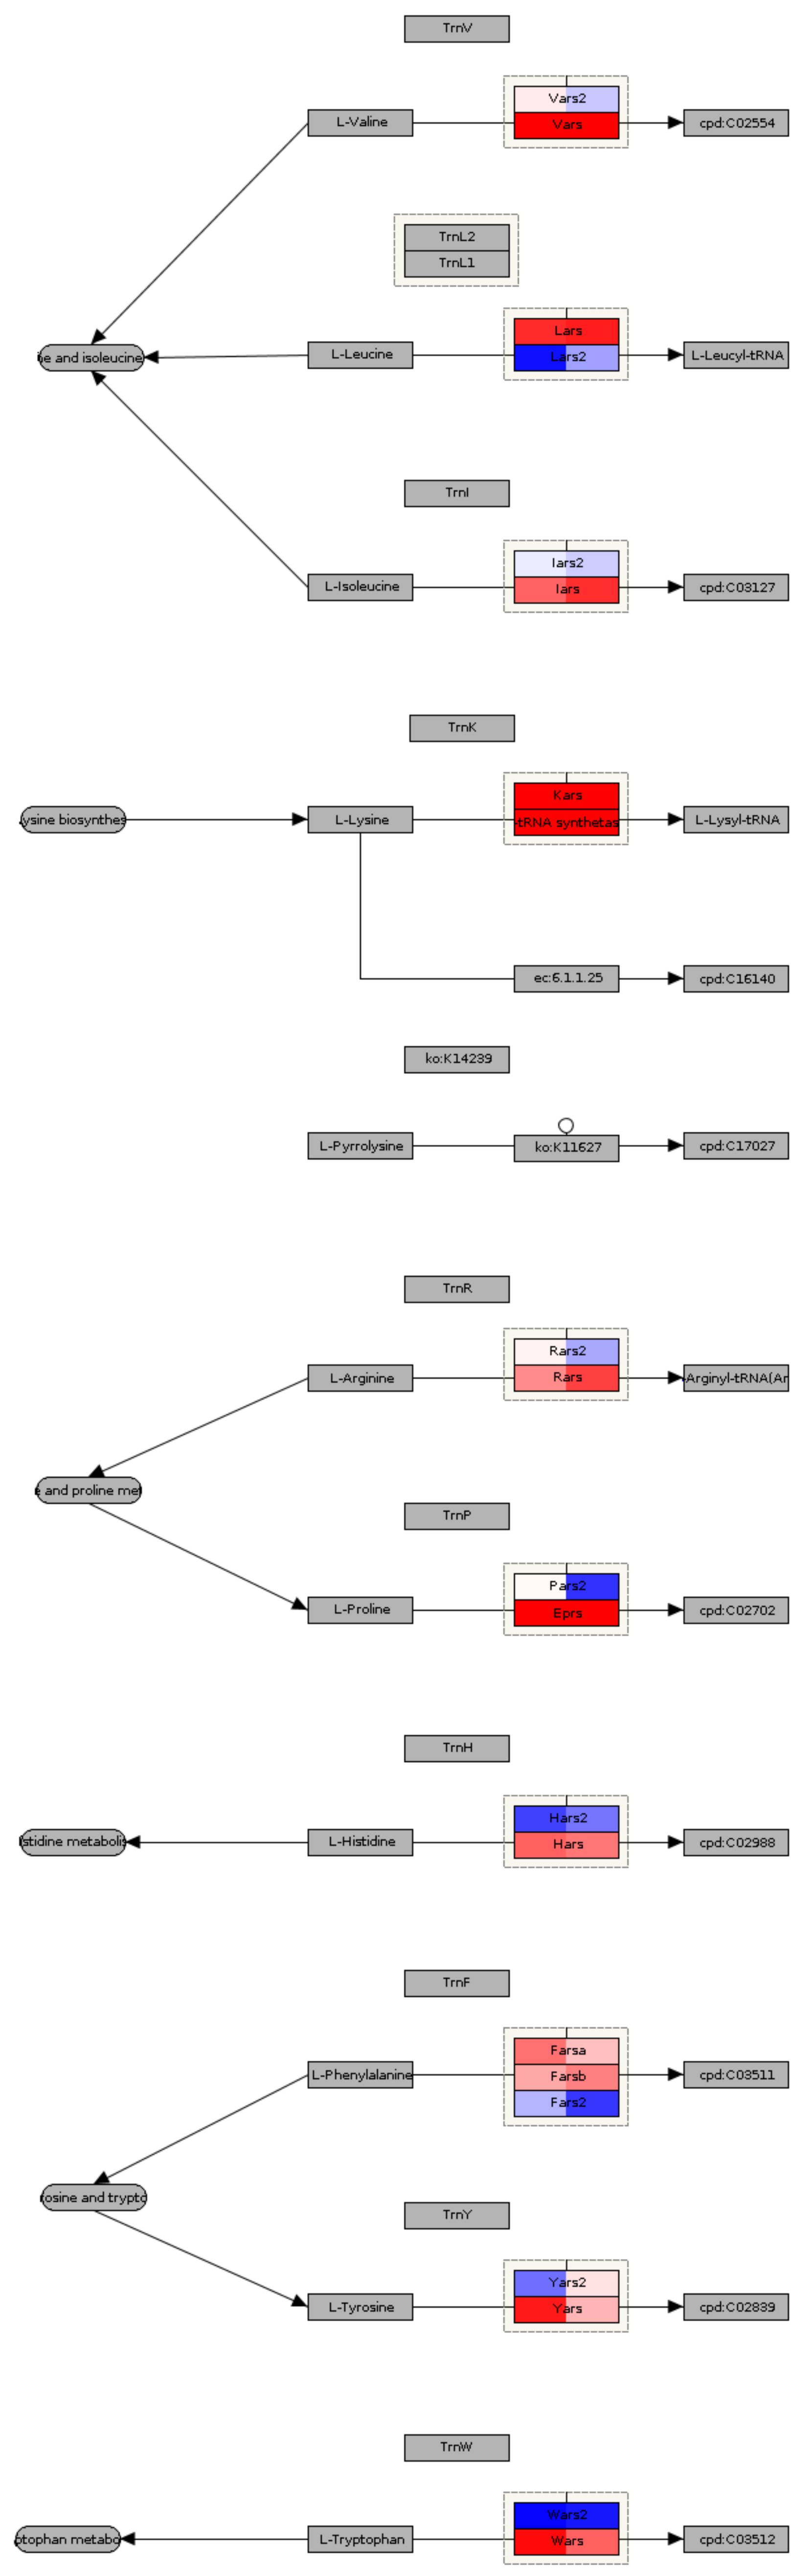 TrnV
Vars2
L-Valine
Vars
cpd:C02554
TrnL2
TrnL1
Lars
ine and isoleucine
L-Leucine
Lars2
L-Leucyl-tRNA
TrnI
Iars2
L-Isoleucine
Iars
cpd:C03127
TrnK
Kars
ysine biosynthes
L-Lysine
-tRNA synthetas
L-Lysyl-tRNA
ec:6.1.1.25
cpd:C16140
ko:K14239
L-Pyrrolysine
ko:K11627
cpd:C17027
TrnR
Rars2
L-Arginine
Rars
-Arginyl-tRNA(Ar
e and proline met
TrnP
Pars2
L-Proline
Eprs
cpd:C02702
TrnH
Hars2
stidine metabolis
L-Histidine
Hars
cpd:C02988
TrnF
Farsa
L-Phenylalanine
Farsb
cpd:C03511
Fars2
rosine and trypto
TrnY
Yars2
L-Tyrosine
Yars
cpd:C02839
TrnW
Wars2
ptophan metabo
L-Tryptophan
Wars
cpd:C03512